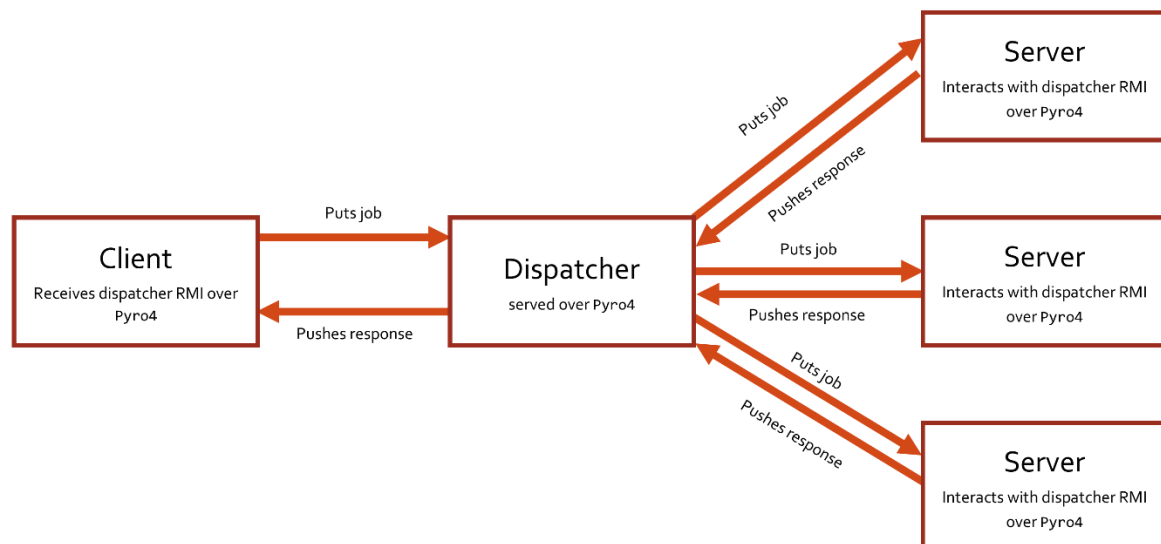 Client
Receives dispatcher RMI over
Pyro4
Puts job
Pushes response
Dispatcher
served over Pyro4
Puts job
Pushes response
Puts job
Pushes response
Puts job
Pushes response
Server
Interacts with dispatcher RMI
over Pyro4
Server
Interacts with dispatcher RMI
over Pyro4
Server
Interacts with dispatcher RMI
over Pyro4